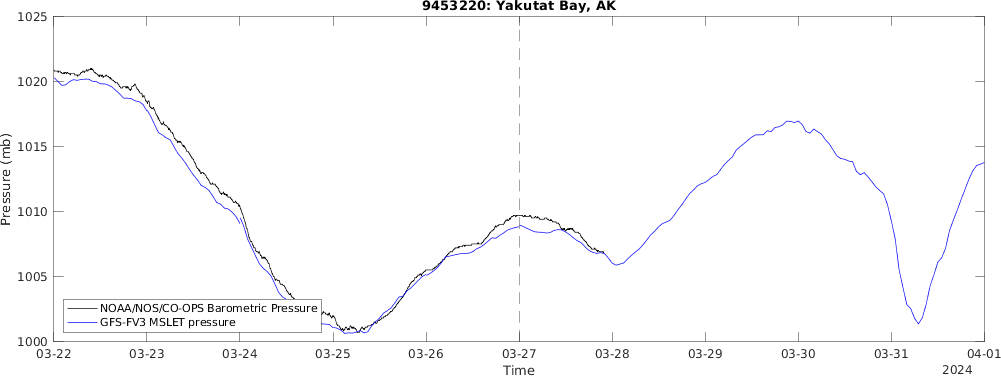 9453220: Yakutat Bay, AK
Pressure (mb)
1025
1020
1015
1010
1005
1000
NOAA/NOS/CO-OPS Barometric Pressure
GFS-FV3 MSLET pressure
03-22 03-23 03-24 03-25 03-26 03-27 03-28 03-29 03-30 03-31 04-01
Time
2024